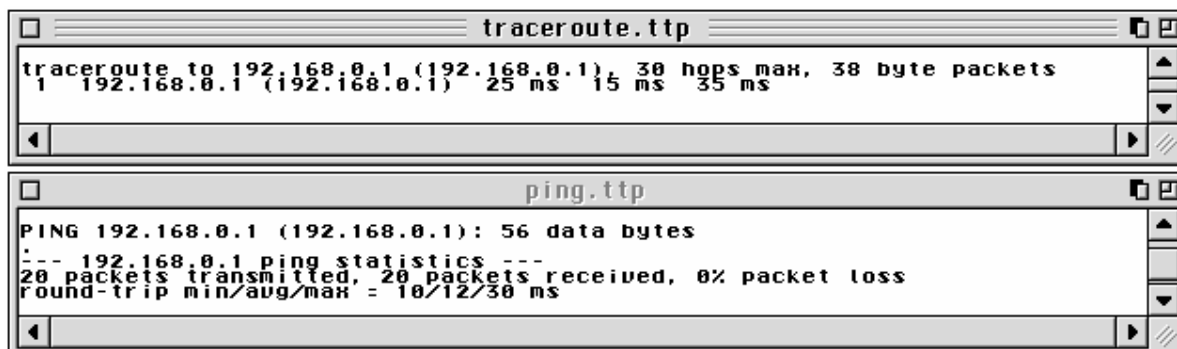 traceroute.ttp
traceroute to 192.168.0.1 (192.168.0.1), 30 hops max, 38 byte packets
1 192.168.0.1 (192.168.0.1) 25 ms 15 ms 35 ms
ping.ttp
PING 192.168.0.1 (192.168.0.1): 56 data bytes
.
--- 192.168.0.1 ping statistics ---
20 packets transmitted, 20 packets received, 0% packet loss
round-trip min/avg/max = 10/12/30 ms